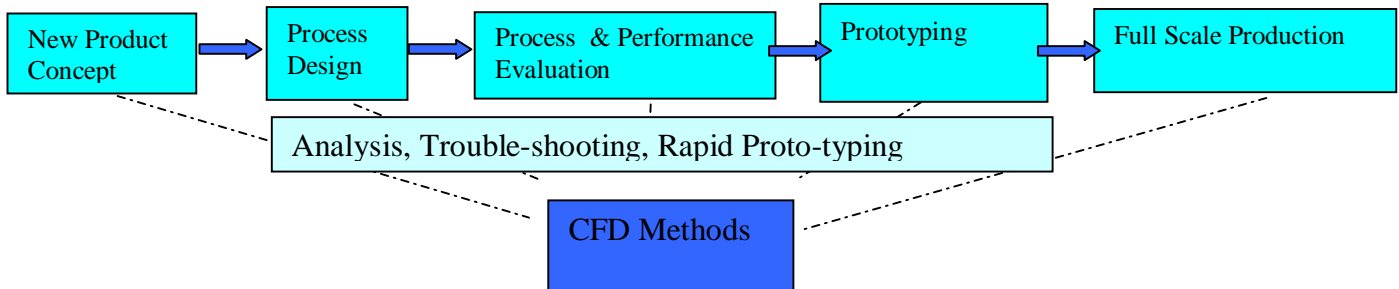 New Product
Concept
Process
Design
Process & Performance
Evaluation
Prototyping
Full Scale Production
Analysis, Trouble-shooting, Rapid Proto-typing
CFD Methods